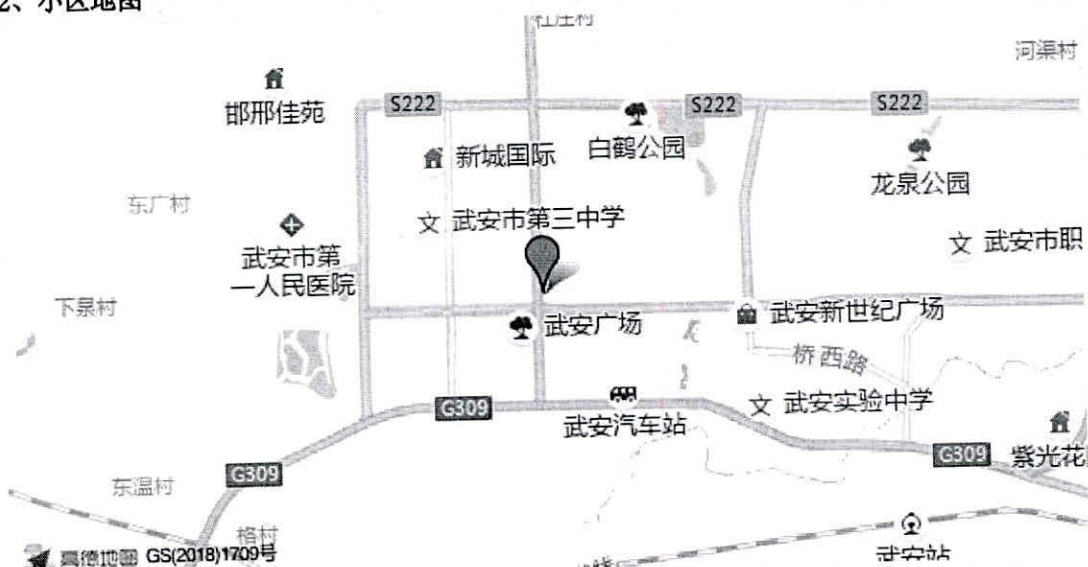 2、小区地图
杜庄村
河渠村
邯邢佳苑
S222
S222
S222
新城国际
白鹤公园
龙泉公园
东广村
武安市第三中学
武安市职
武安市第
一人民医院
下泉村
武安广场
武安新世纪广场
桥西路
G309
武安汽车站
武安实验中学
G309
紫光花
G309
东温村
格村
高德地图 GS(2018)1709号
武安站